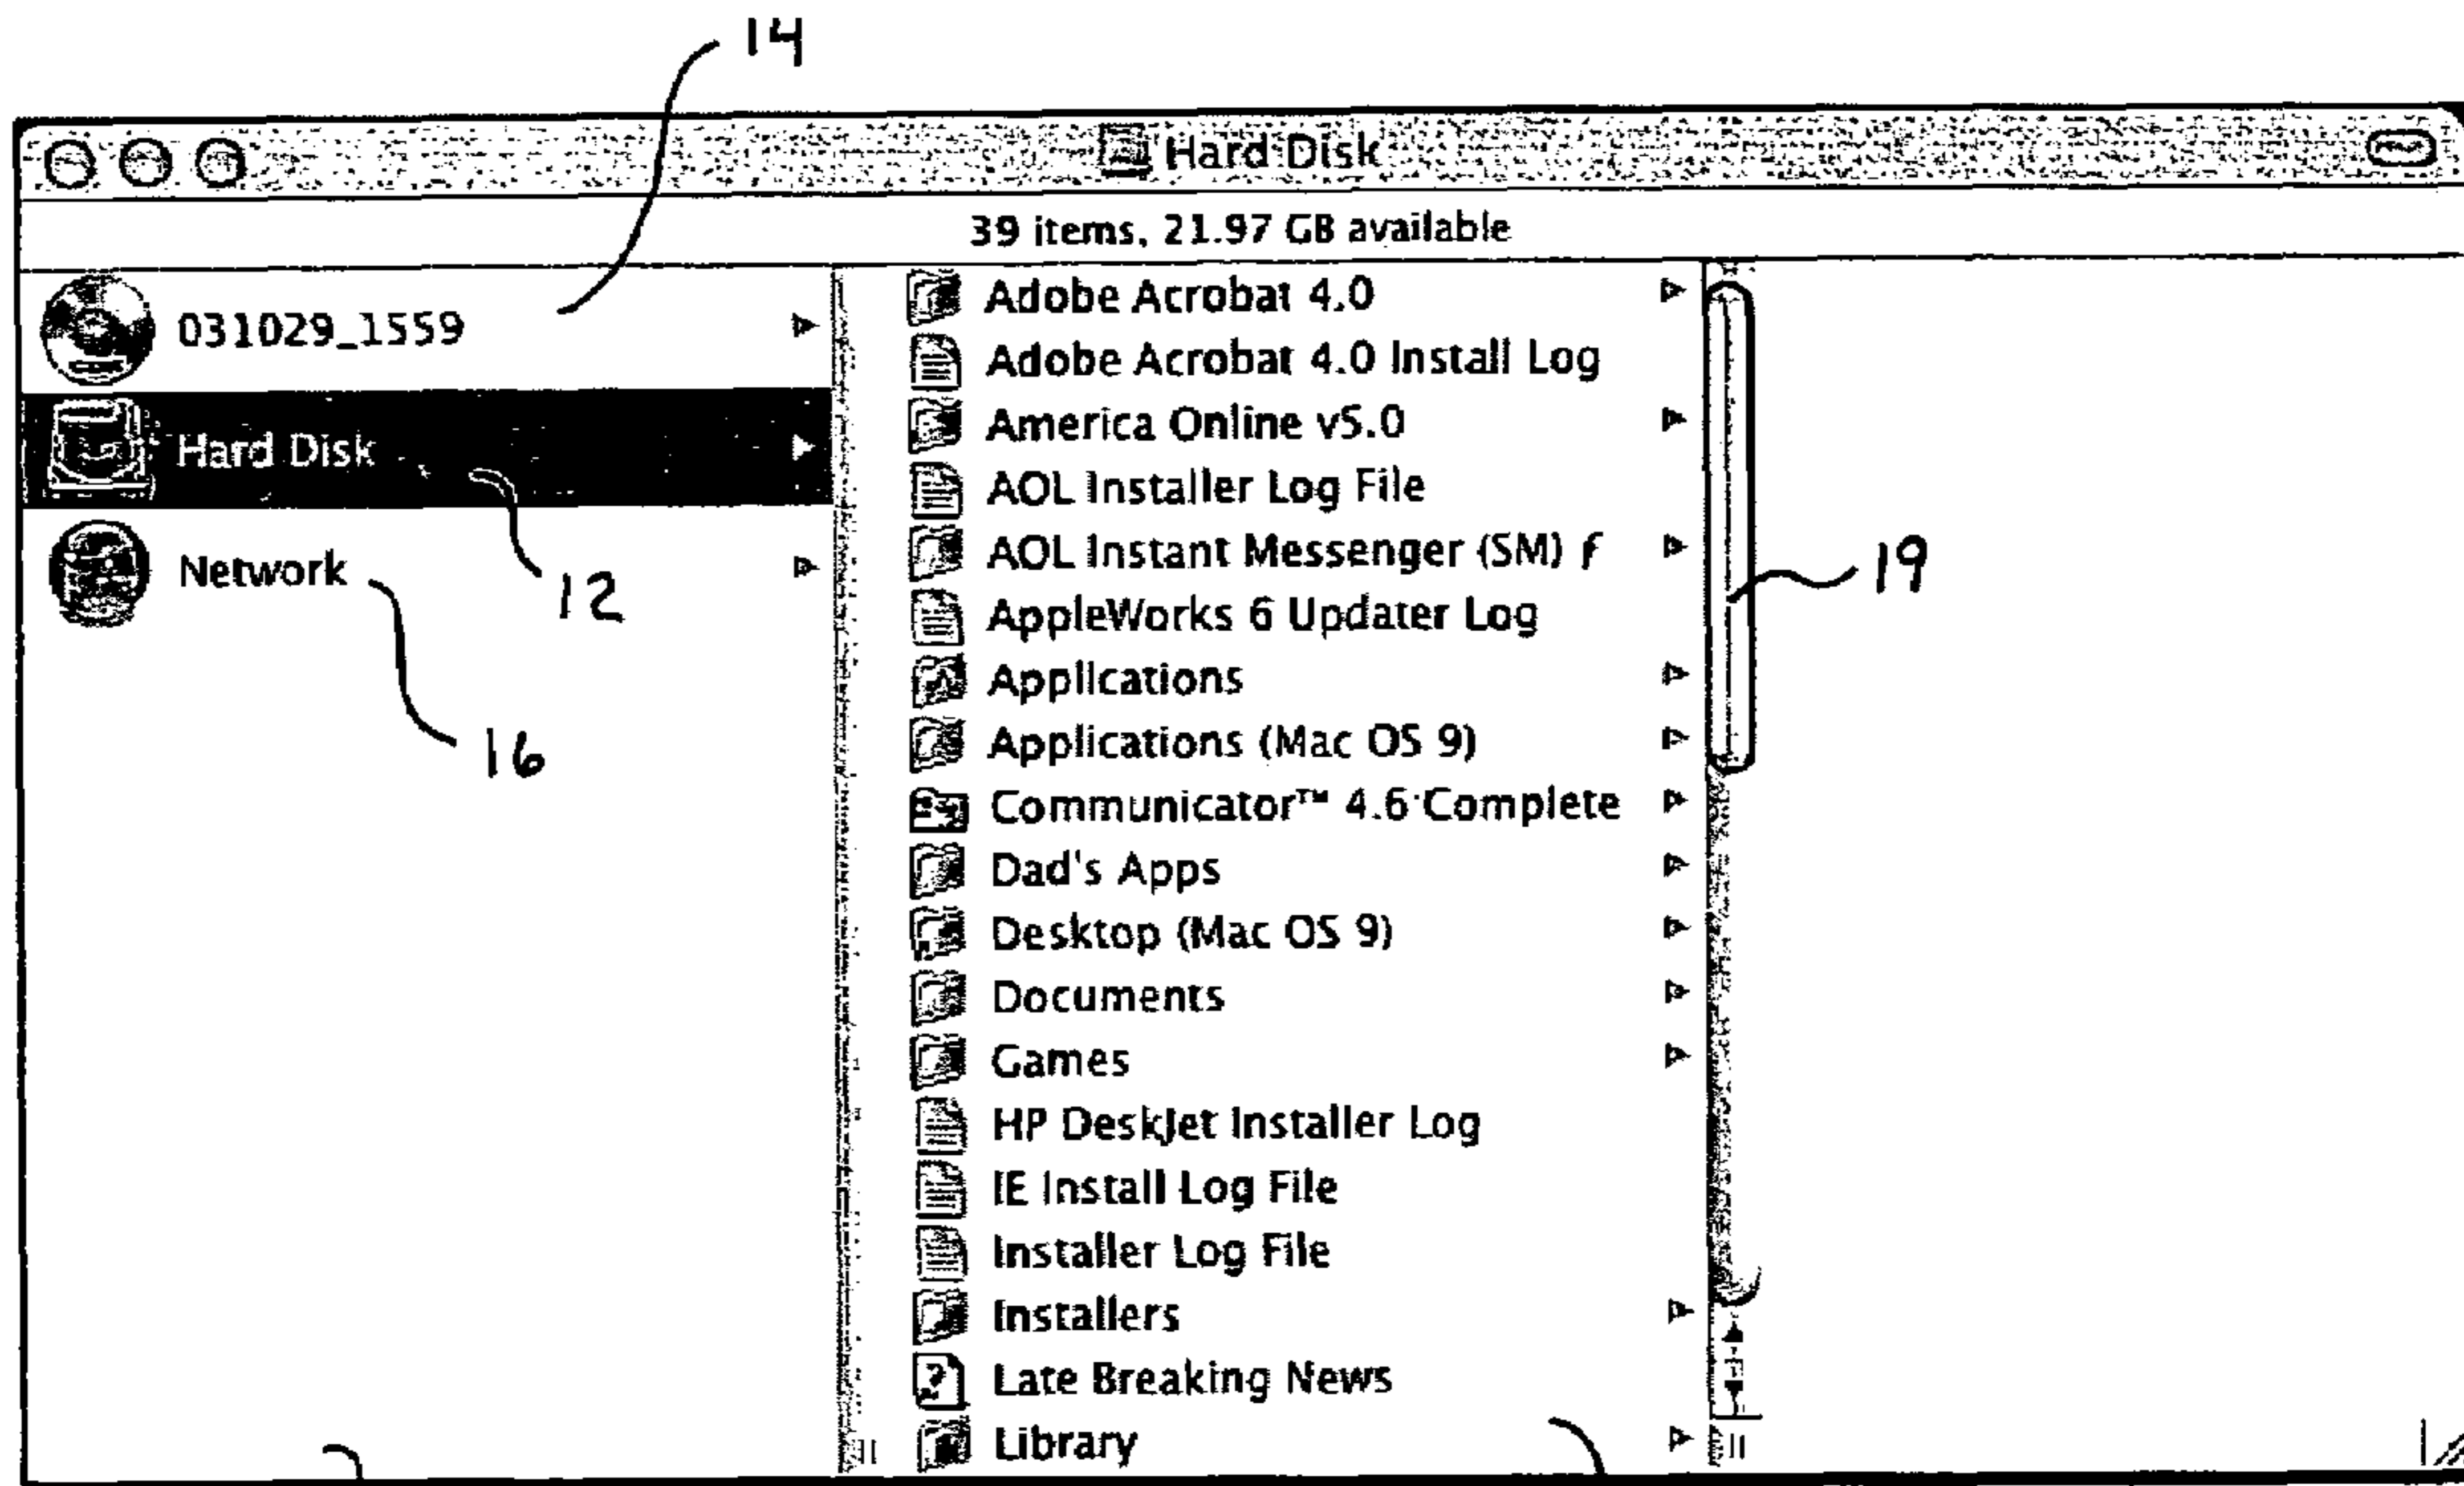 14
Hard Disk
39 items, 21.97 GB available
031029_1559
Hard Disk
12
Network
16
Adobe Acrobat 4.0
Adobe Acrobat 4.0 Install Log
America Online v5.0
AOL Installer Log File
AOL Instant Messenger (SM) ƒ
19
AppleWorks 6 Updater Log
Applications
Applications (Mac OS 9)
Communicator™ 4.6 Complete
Dad's Apps
Desktop (Mac OS 9)
Documents
Games
HP DeskJet Installer Log
IE Install Log File
Installer Log File
Installers
Late Breaking News
Library